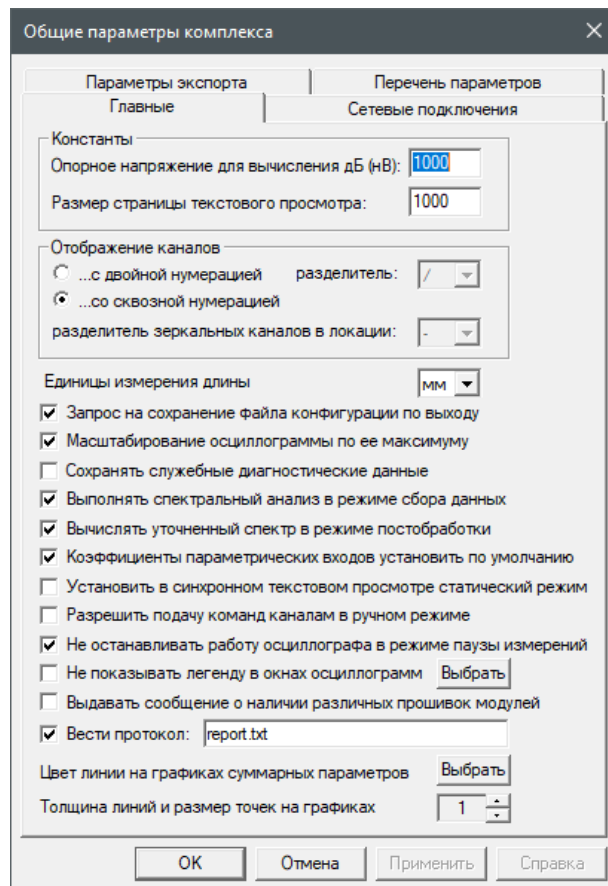 Общие параметры комплекса
Параметры экспорта
Перечень параметров
Главные
Сетевые подключения
Константы
Опорное напряжение для вычисления дБ (нВ): 1000
Размер страницы текстового просмотра: 1000
Отображение каналов
...с двойной нумерацией разделитель: /
...со сквозной нумерацией
разделитель зеркальных каналов в локации: -
Единицы измерения длины мм
Запрос на сохранение файла конфигурации по выходу
Масштабирование осциллограммы по ее максимуму
Сохранять служебные диагностические данные
Выполнять спектральный анализ в режиме сбора данных
Вычислять уточненный спектр в режиме постобработки
Коэффициенты параметрических входов установить по умолчанию
Установить в синхронном текстовом просмотре статический режим
Разрешить подачу команд каналам в ручном режиме
Не останавливать работу осциллографа в режиме паузы измерений
Не показывать легенду в окнах осциллограмм Выбрать
Выдавать сообщение о наличии различных прошивок модулей
Вести протокол: report.txt
Цвет линии на графиках суммарных параметров Выбрать
Толщина линий и размер точек на графиках 1
OK Отмена Применить Справка